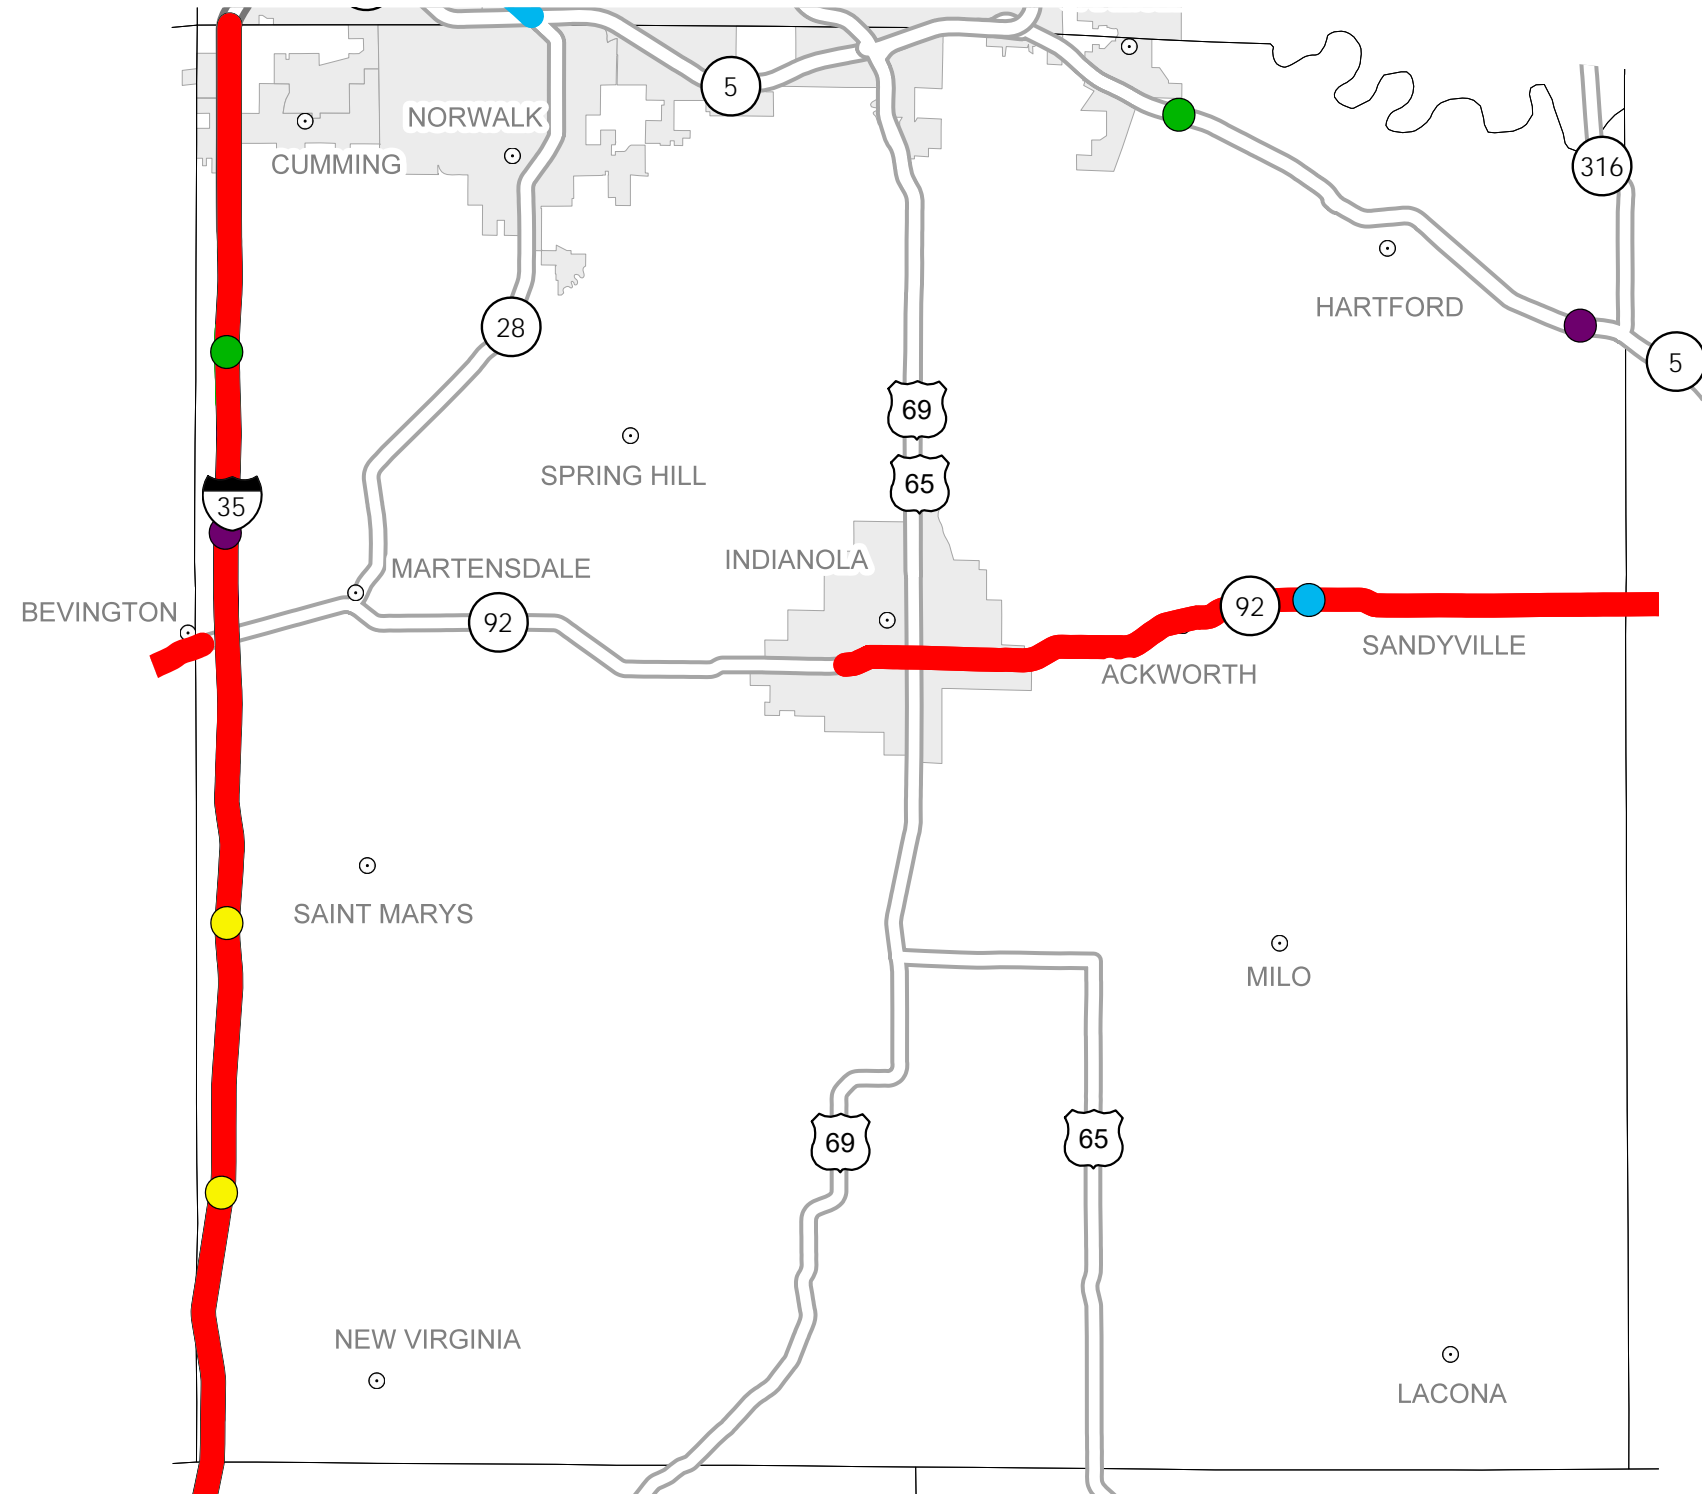 5
NORWALK
CUMMING
316
HARTFORD
28
5
69
SPRING HILL
65
35
INDIANOLA
MARTENSDALE
BEVINGTON
92
92
SANDYVILLE
ACKWORTH
SAINT MARYS
MILO
69
65
NEW VIRGINIA
LACONA